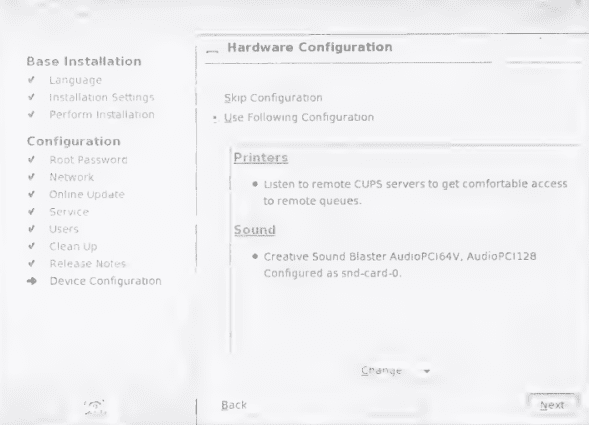 Base Installation
Language
Installation Settings
Perform Installation
Configuration
Root Password
Network
Online Update
Service
Users
Clean Up
Release Notes
Device Configuration
Hardware Configuration
Skip Configuration
Use Following Configuration
Printers
Listen to remote CUPS servers to get comfortable access
to remote queues.
Sound
Creative Sound Blaster AudioPCI64V, AudioPCI128
Configured as snd-card-0.
Change
Back
Next